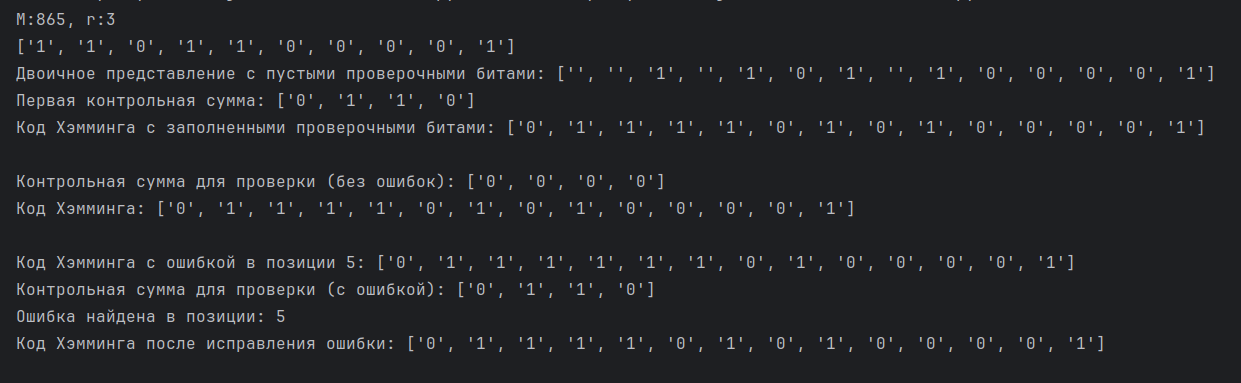 M:865, r:3
['1', '1', '0', '1', '1', '0', '0', '0', '0', '1']
Двоичное представление с пустыми проверочными битами: ['', '', '1', '', '1', '0', '1', '', '1', '0', '0', '0', '0', '1']
Первая контрольная сумма: ['0', '1', '1', '0']
Код Хэмминга с заполненными проверочными битами: ['0', '1', '1', '1', '1', '0', '1', '0', '1', '0', '0', '0', '0', '1']
Контрольная сумма для проверки (без ошибок): ['0', '0', '0', '0']
Код Хэмминга: ['0', '1', '1', '1', '1', '0', '1', '0', '1', '0', '0', '0', '0', '1']
Код Хэмминга с ошибкой в позиции 5: ['0', '1', '1', '1', '1', '1', '1', '0', '1', '0', '0', '0', '0', '1']
Контрольная сумма для проверки (с ошибкой): ['0', '1', '1', '0']
Ошибка найдена в позиции: 5
Код Хэмминга после исправления ошибки: ['0', '1', '1', '1', '1', '0', '1', '0', '1', '0', '0', '0', '0', '1']